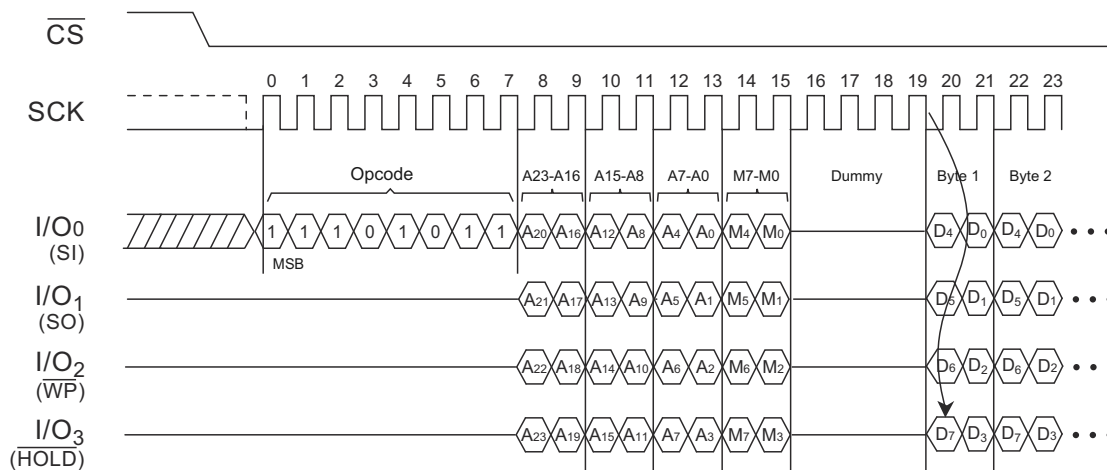 CS
0 1 2 3 4 5 6 7 8 9 10 11 12 13 14 15 16 17 18 19 20 21 22 23
SCK
Opcode A23-A16 A15-A8 A7-A0 M7-M0 Dummy Byte 1 Byte 2
I/O0 1 1 1 0 1 0 1 1 A20 A16 A12 A8 A4 A0 M4 M0 D4 D0 D4 D0 • • •
(SI)
MSB
I/O1 A21 A17 A13 A9 A5 A1 M5 M1 D5 D1 D5 D1 • • •
(SO)
I/O2 A22 A18 A14 A10 A6 A2 M6 M2 D6 D2 D6 D2 • • •
(WP)
I/O3 A23 A19 A15 A11 A7 A3 M7 M3 D7 D3 D7 D3 • • •
(HOLD)